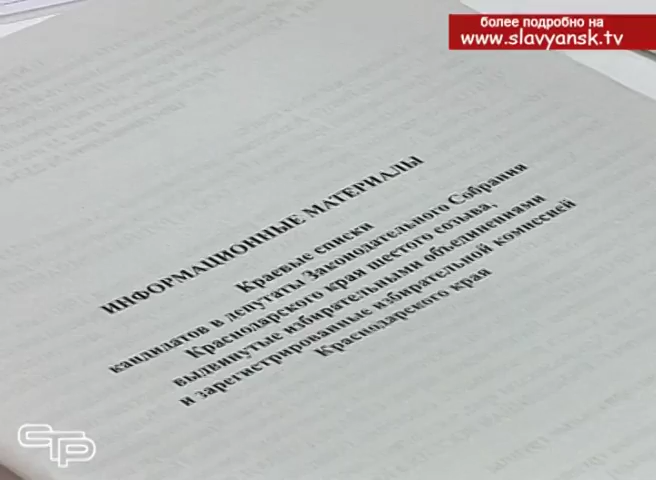 более подробно на
www.slavyansk.tv
ИНФОРМАЦИОННЫЕ МАТЕРИАЛЫ
Краевые списки
кандидатов в депутаты Законодательного Собрания
Краснодарского края шестого созыва,
выдвинутые избирательными объединениями
и зарегистрированные избирательной комиссией
Краснодарского края
СТР